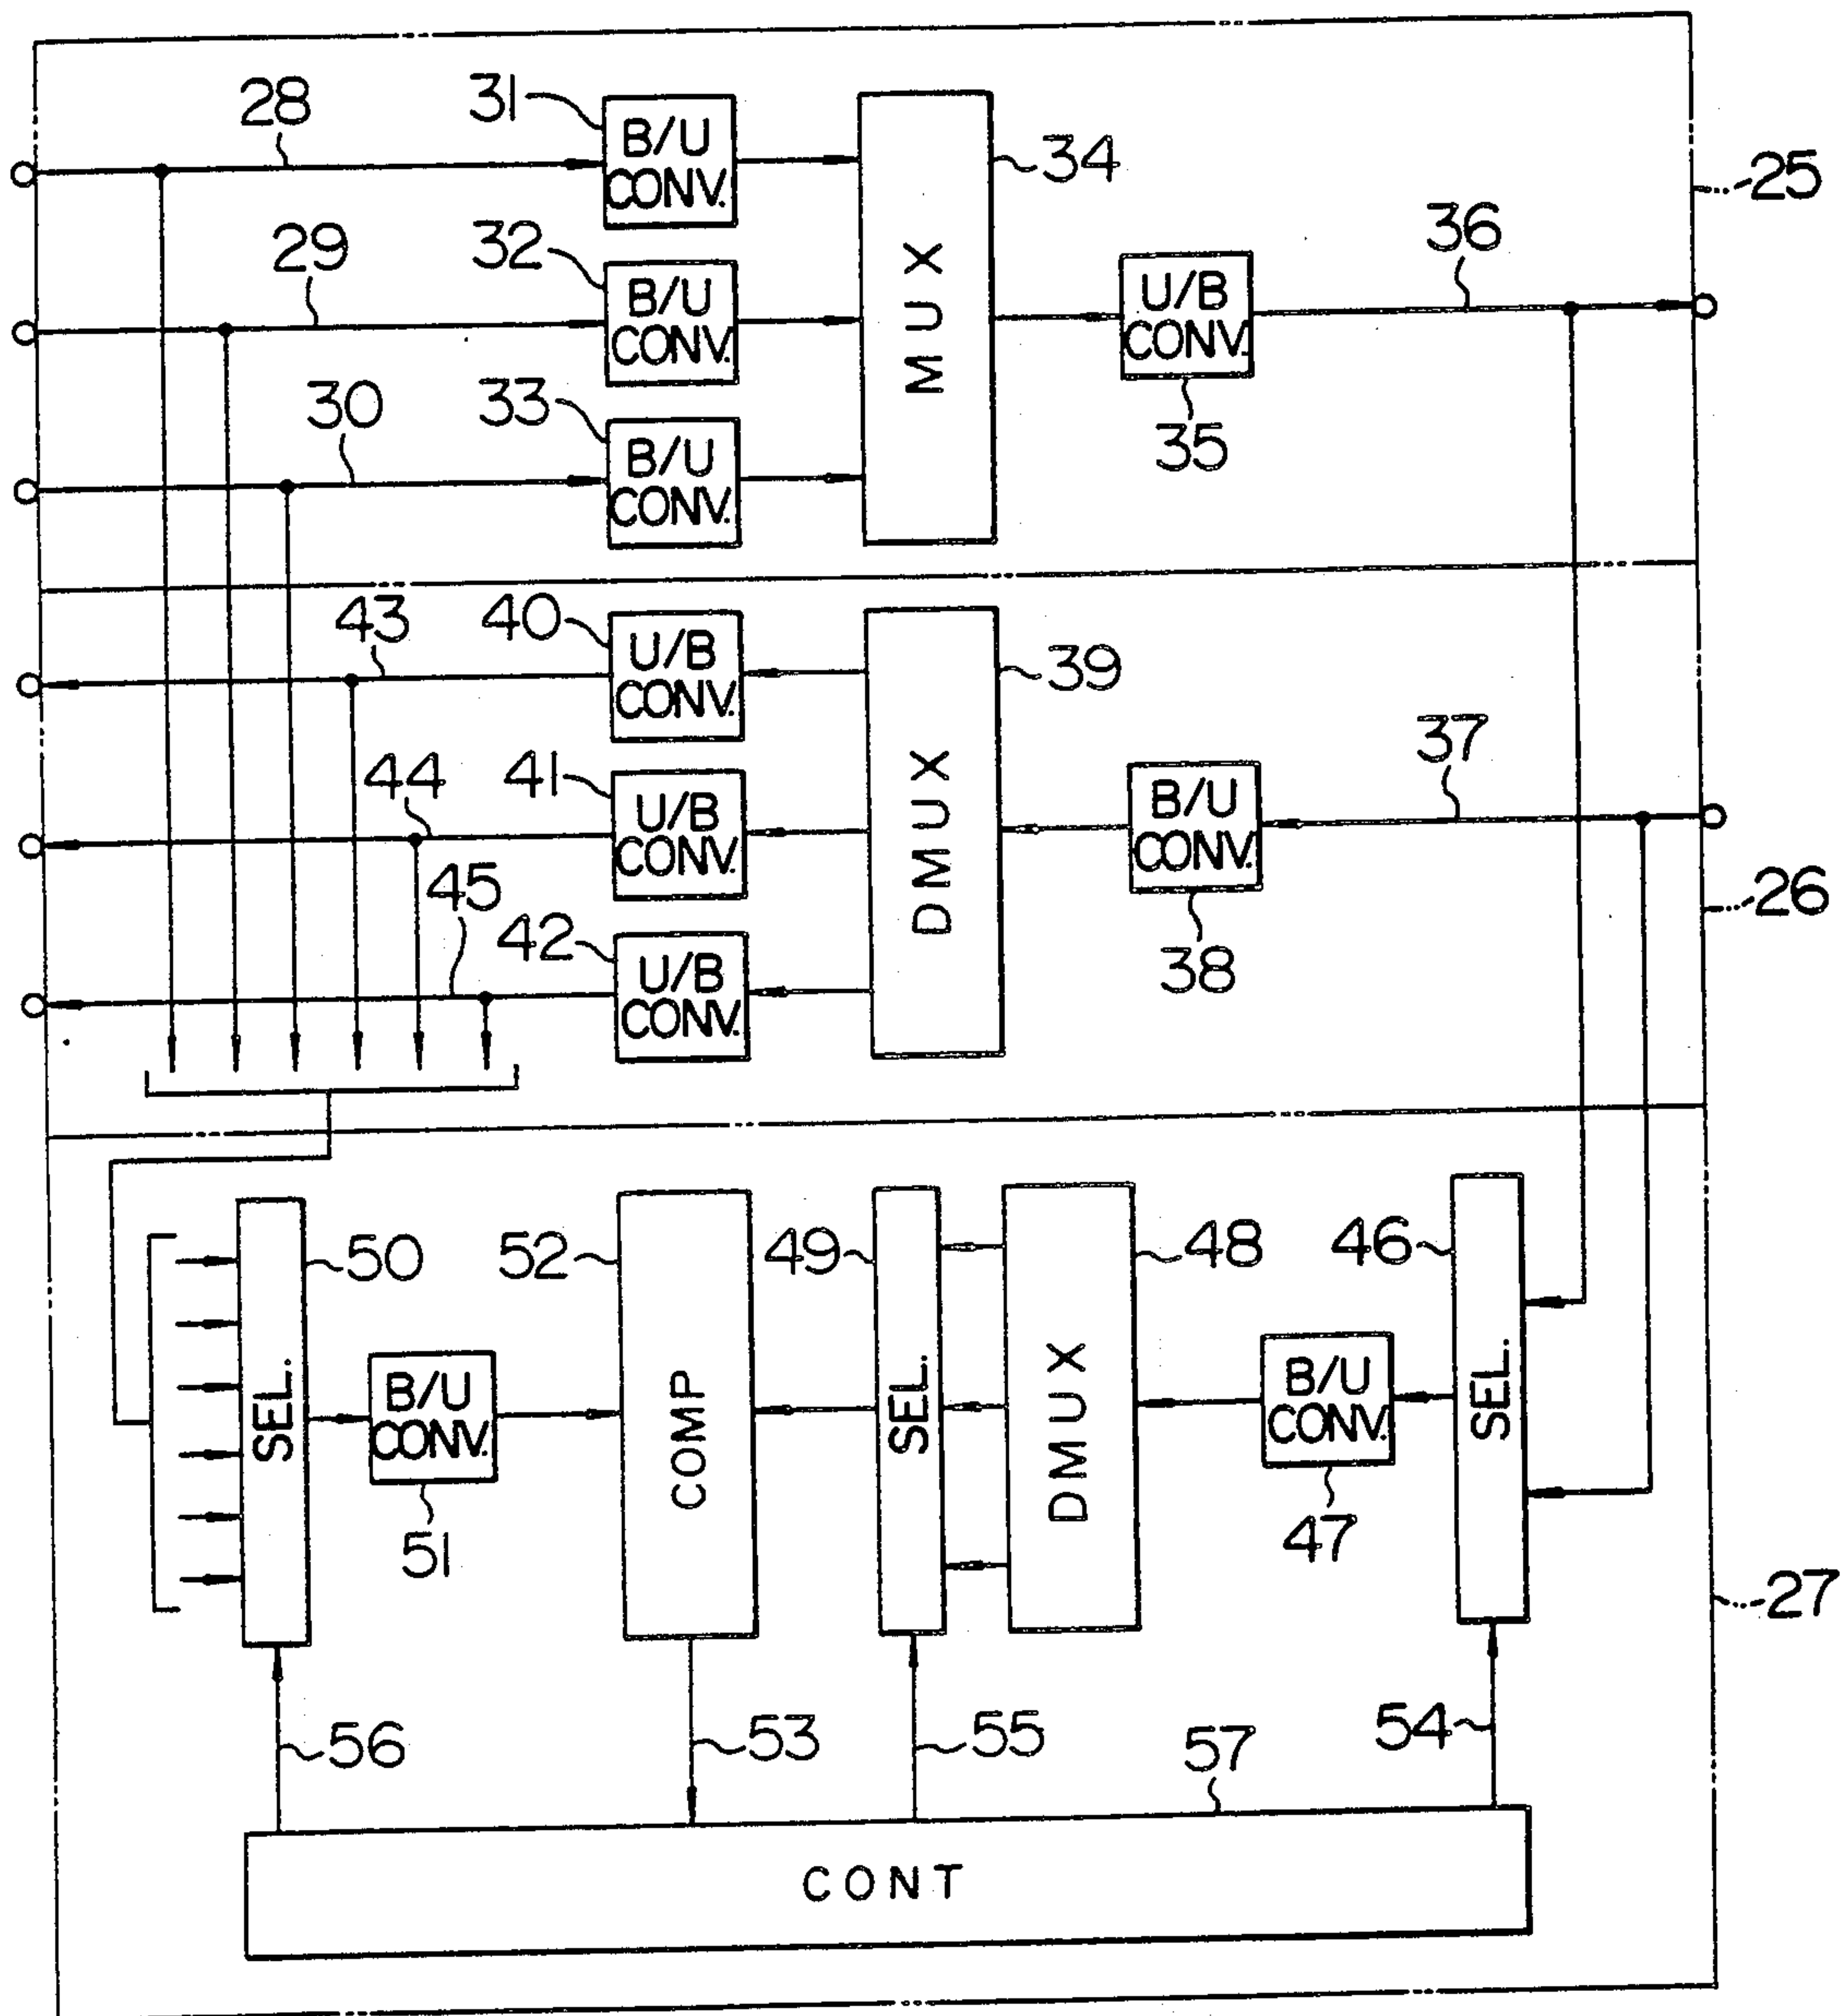 28
31
B/U
CONV.
34
25
29
32
B/U
CONV.
MUX
U/B
CONV.
36
35
30
33
B/U
CONV.
43
40
U/B
CONV.
39
44
41
U/B
CONV.
DMUX
B/U
CONV.
37
38
26
45
42
U/B
CONV.
50
52
49
48
46
SEL.
B/U
CONV.
51
COMP
SEL.
DMUX
B/U
CONV.
47
SEL.
27
56
53
55
57
54
CONT